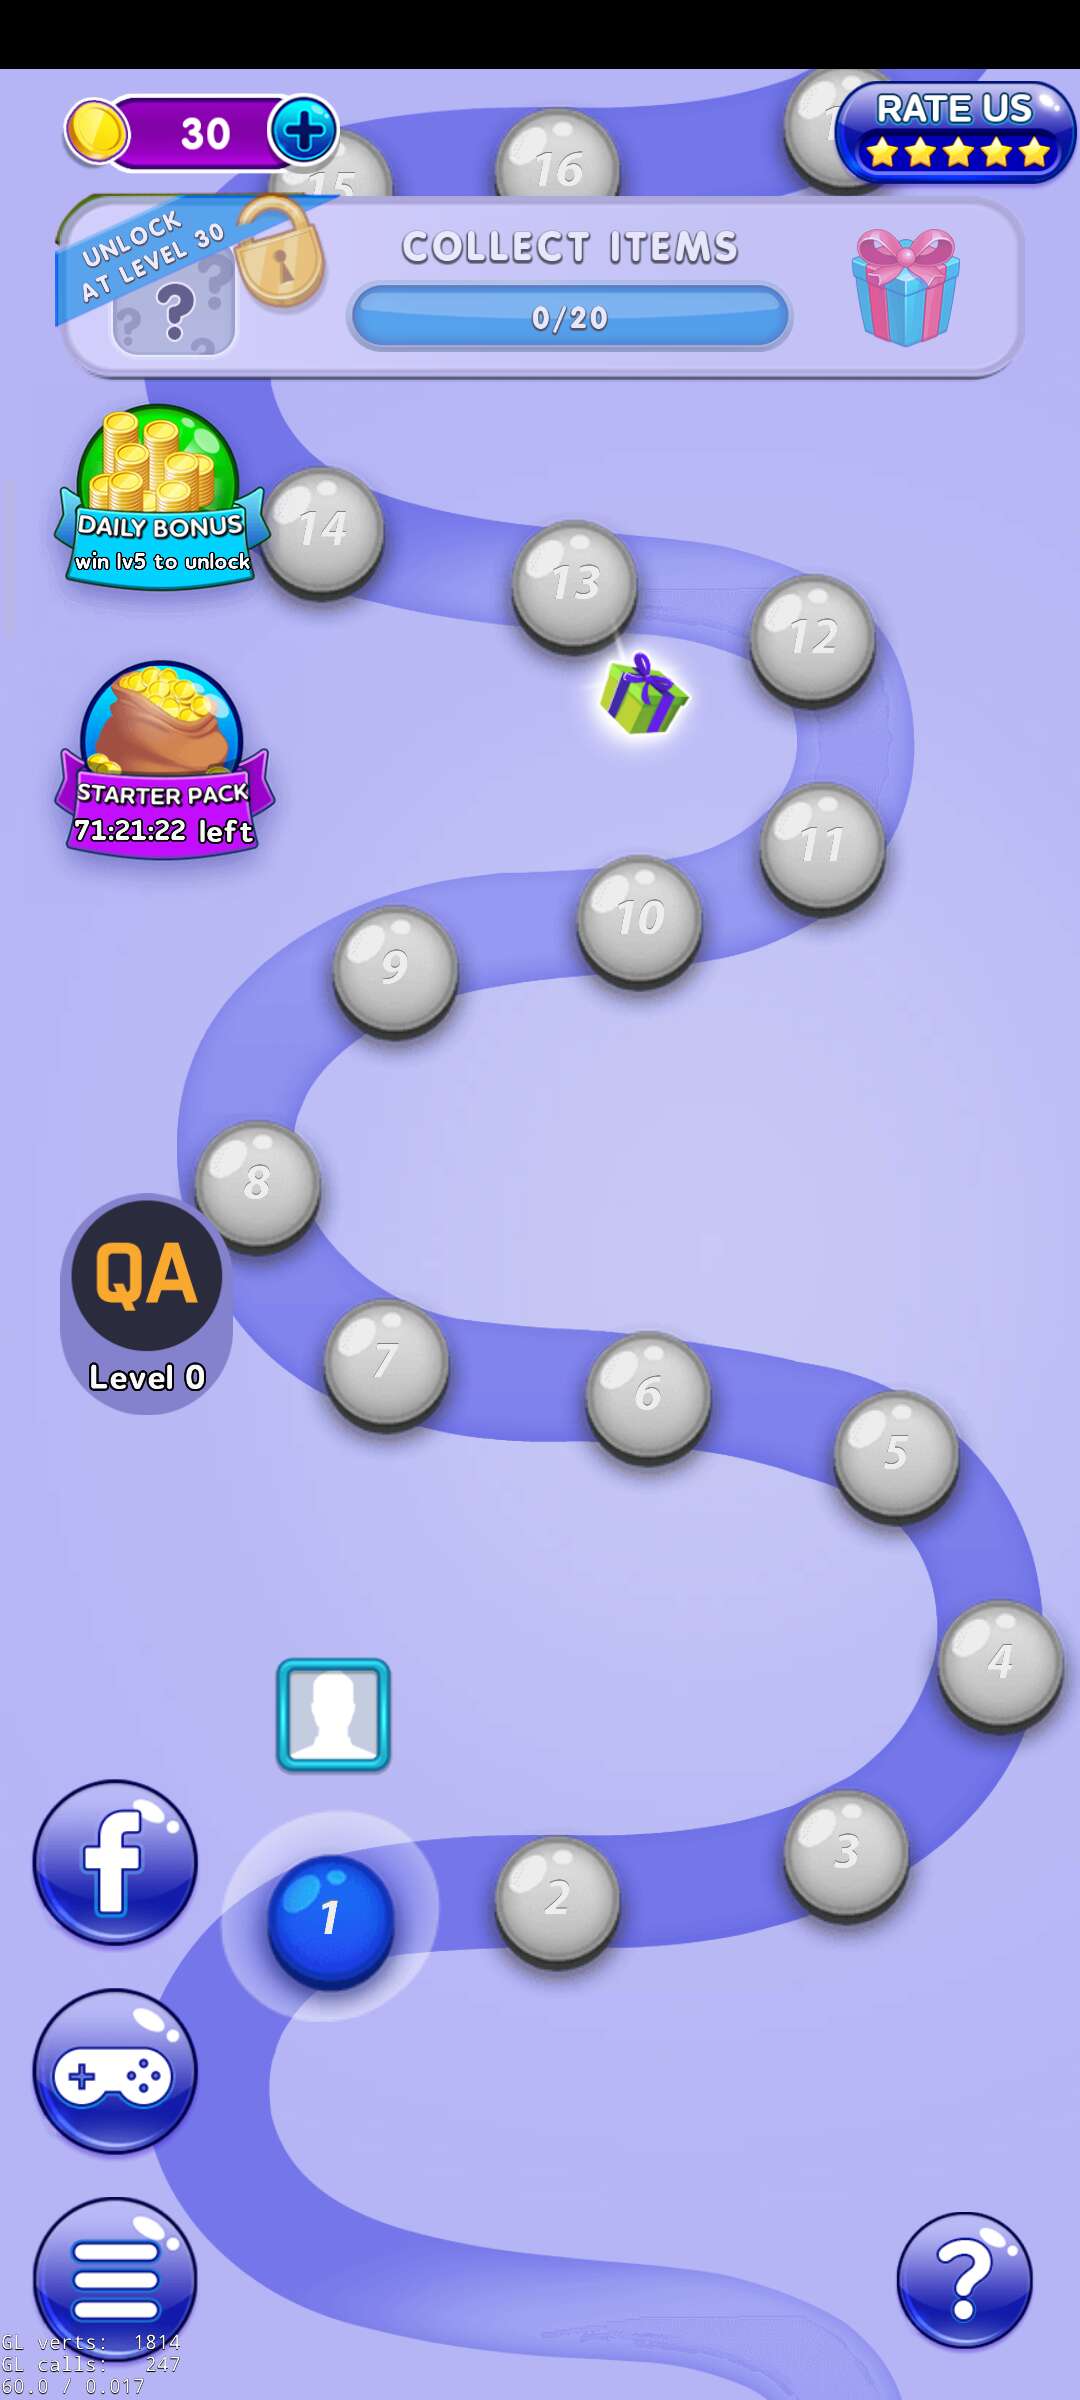 30
RATE US
15
16
UNLOCK
AT LEVEL 30
COLLECT ITEMS
0/20
14
DAILY BONUS
win lv5 to unlock
13
12
STARTER PACK
71:21:22 left
11
10
9
8
QA
Level 0
7
6
5
4
3
2
1
GL verts: 1814
GL calls: 247
60.0 / 0.017